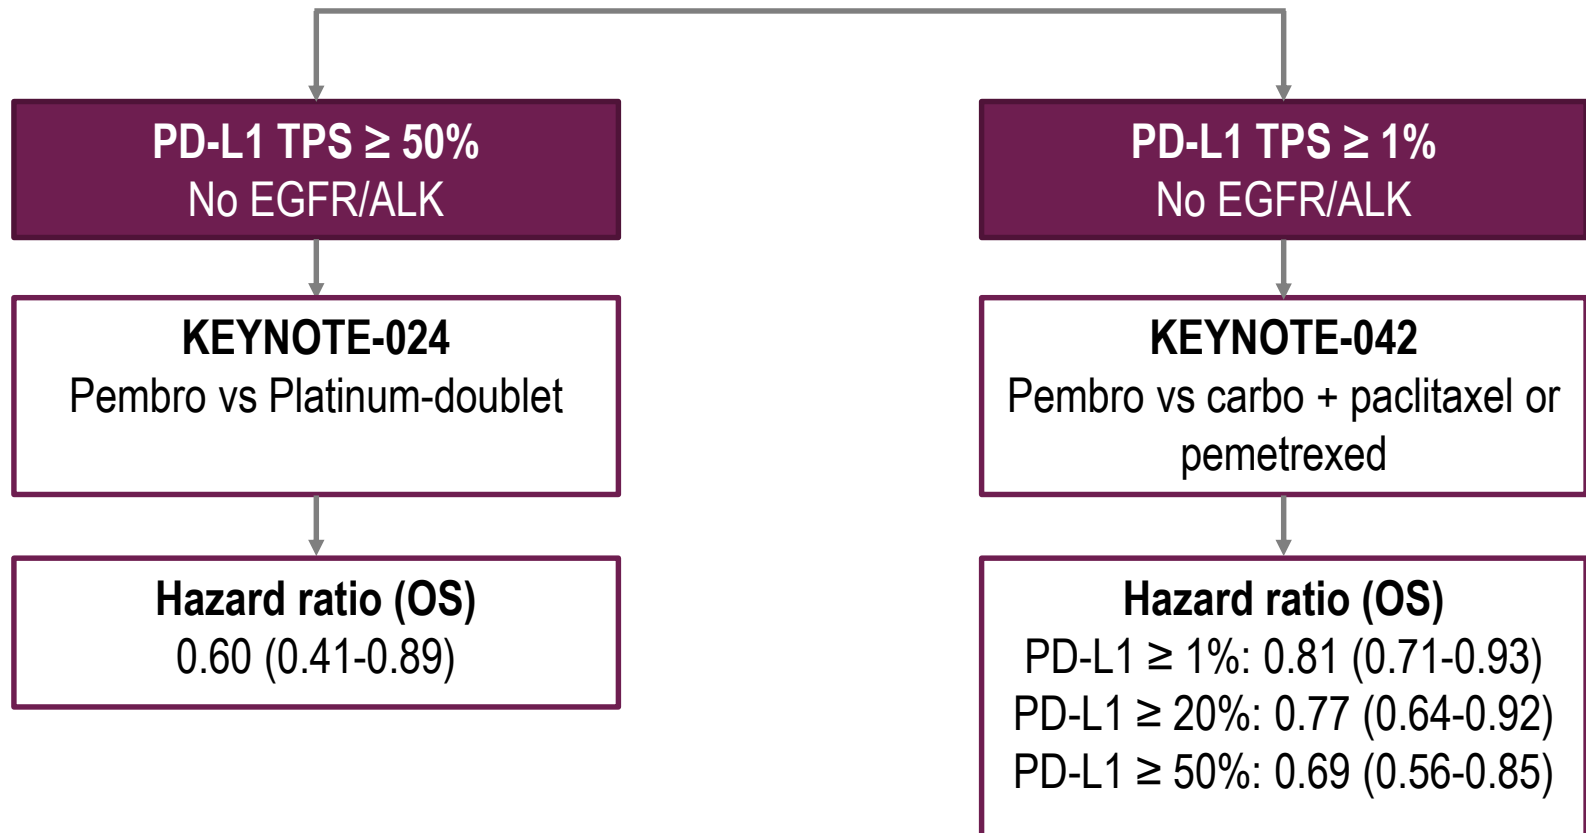 PD-L1 TPS ≥ 50%
No EGFR/ALK
KEYNOTE-024
Pembro vs Platinum-doublet
Hazard ratio (OS)
0.60 (0.41-0.89)
PD-L1 TPS ≥ 1%
No EGFR/ALK
KEYNOTE-042
Pembro vs carbo + paclitaxel or
pemetrexed
Hazard ratio (OS)
PD-L1 ≥ 1%: 0.81 (0.71-0.93)
PD-L1 ≥ 20%: 0.77 (0.64-0.92)
PD-L1 ≥ 50%: 0.69 (0.56-0.85)